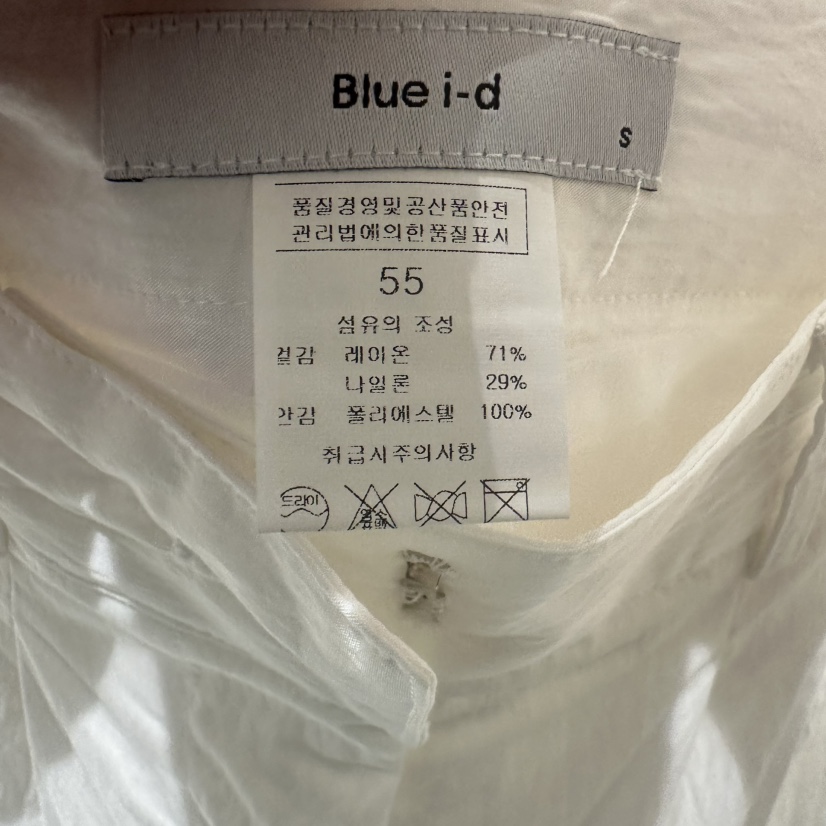 Blue i-d
S
품질경영및공산품안전
관리법에의한품질표시
55
섬유의 조성
겉감 레이온 71%
나일론 29%
안감 폴리에스텔 100%
취급시주의사항
드라이